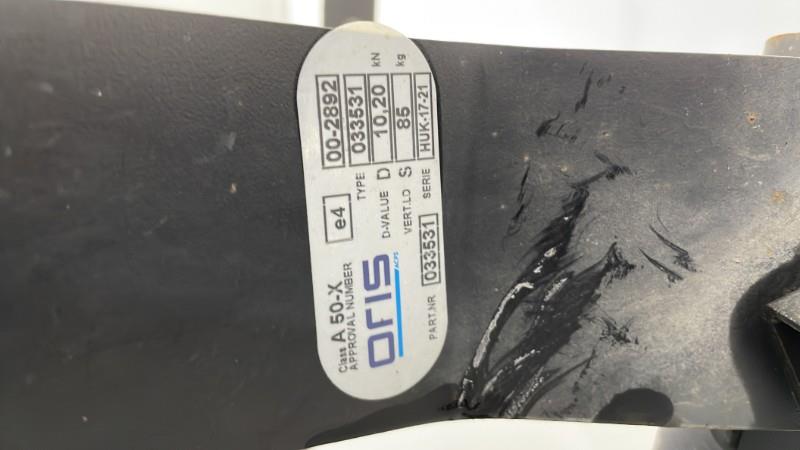 Class A 50-X
APPROVAL NUMBER e4 00-2892
TYPE 033531
ORIS
ACPS
D-VALUE D 10,20 kN
VERT.LD S 85 kg
PART.NR 033531 SERIE HUK-17-21